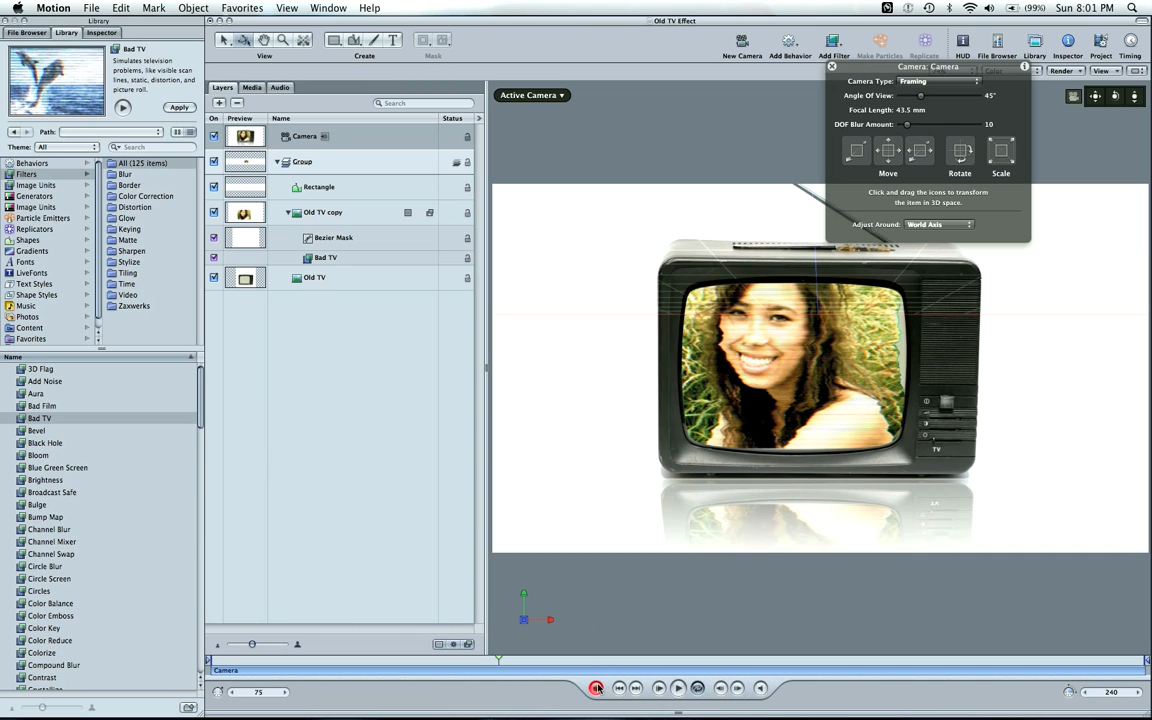 Motion File Edit Mark Object Favorites View Window Help
(99%) Sun 8:01 PM
Library
Old TV Effect
File Browser Library Inspector
Bad TV
Simulates television
problems, like visible scan
lines, static, distortion, and
picture roll.
Apply
Path:
Theme: All
Search
View
Create
Mask
New Camera Add Behavior Add Filter Make Particles Replicate HUD File Browser Library Inspector Project Timing
Color Render View
Layers Media Audio
Search
On Preview Name Status
Camera
Group
Rectangle
Old TV copy
Bezier Mask
Bad TV
Old TV
Behaviors
Filters
Image Units
Generators
Image Units
Particle Emitters
Replicators
Shapes
Gradients
Fonts
LiveFonts
Text Styles
Shape Styles
Music
Photos
Content
Favorites
All (125 items)
Blur
Border
Color Correction
Distortion
Glow
Keying
Matte
Sharpen
Stylize
Tiling
Time
Video
Zaxwerks
Name
3D Flag
Add Noise
Aura
Bad Film
Bad TV
Bevel
Black Hole
Bloom
Blue Green Screen
Brightness
Broadcast Safe
Bulge
Bump Map
Channel Blur
Channel Mixer
Channel Swap
Circle Blur
Circle Screen
Circles
Color Balance
Color Emboss
Color Key
Color Reduce
Colorize
Compound Blur
Contrast
Crystallize
Active Camera
Camera: Camera
Camera Type: Framing
Angle Of View: 45°
Focal Length: 43.5 mm
DOF Blur Amount: 10
Move Rotate Scale
Click and drag the icons to transform
the item in 3D space.
Adjust Around: World Axis
TV
Camera
75
240